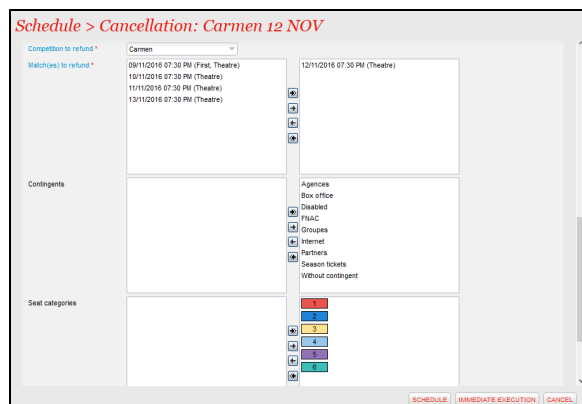 Schedule > Cancellation: Carmen 12 NOV
Competition to refund * Carmen
Match(es) to refund * 09/11/2016 07:30 PM (First, Theatre) 12/11/2016 07:30 PM (Theatre)
10/11/2016 07:30 PM (Theatre)
11/11/2016 07:30 PM (Theatre)
13/11/2016 07:30 PM (Theatre)
Contingents Agences
Box office
Disabled
FNAC
Groupes
Internet
Partners
Season tickets
Without contingent
Seat categories 1
2
3
4
5
6
SCHEDULE IMMEDIATE EXECUTION CANCEL